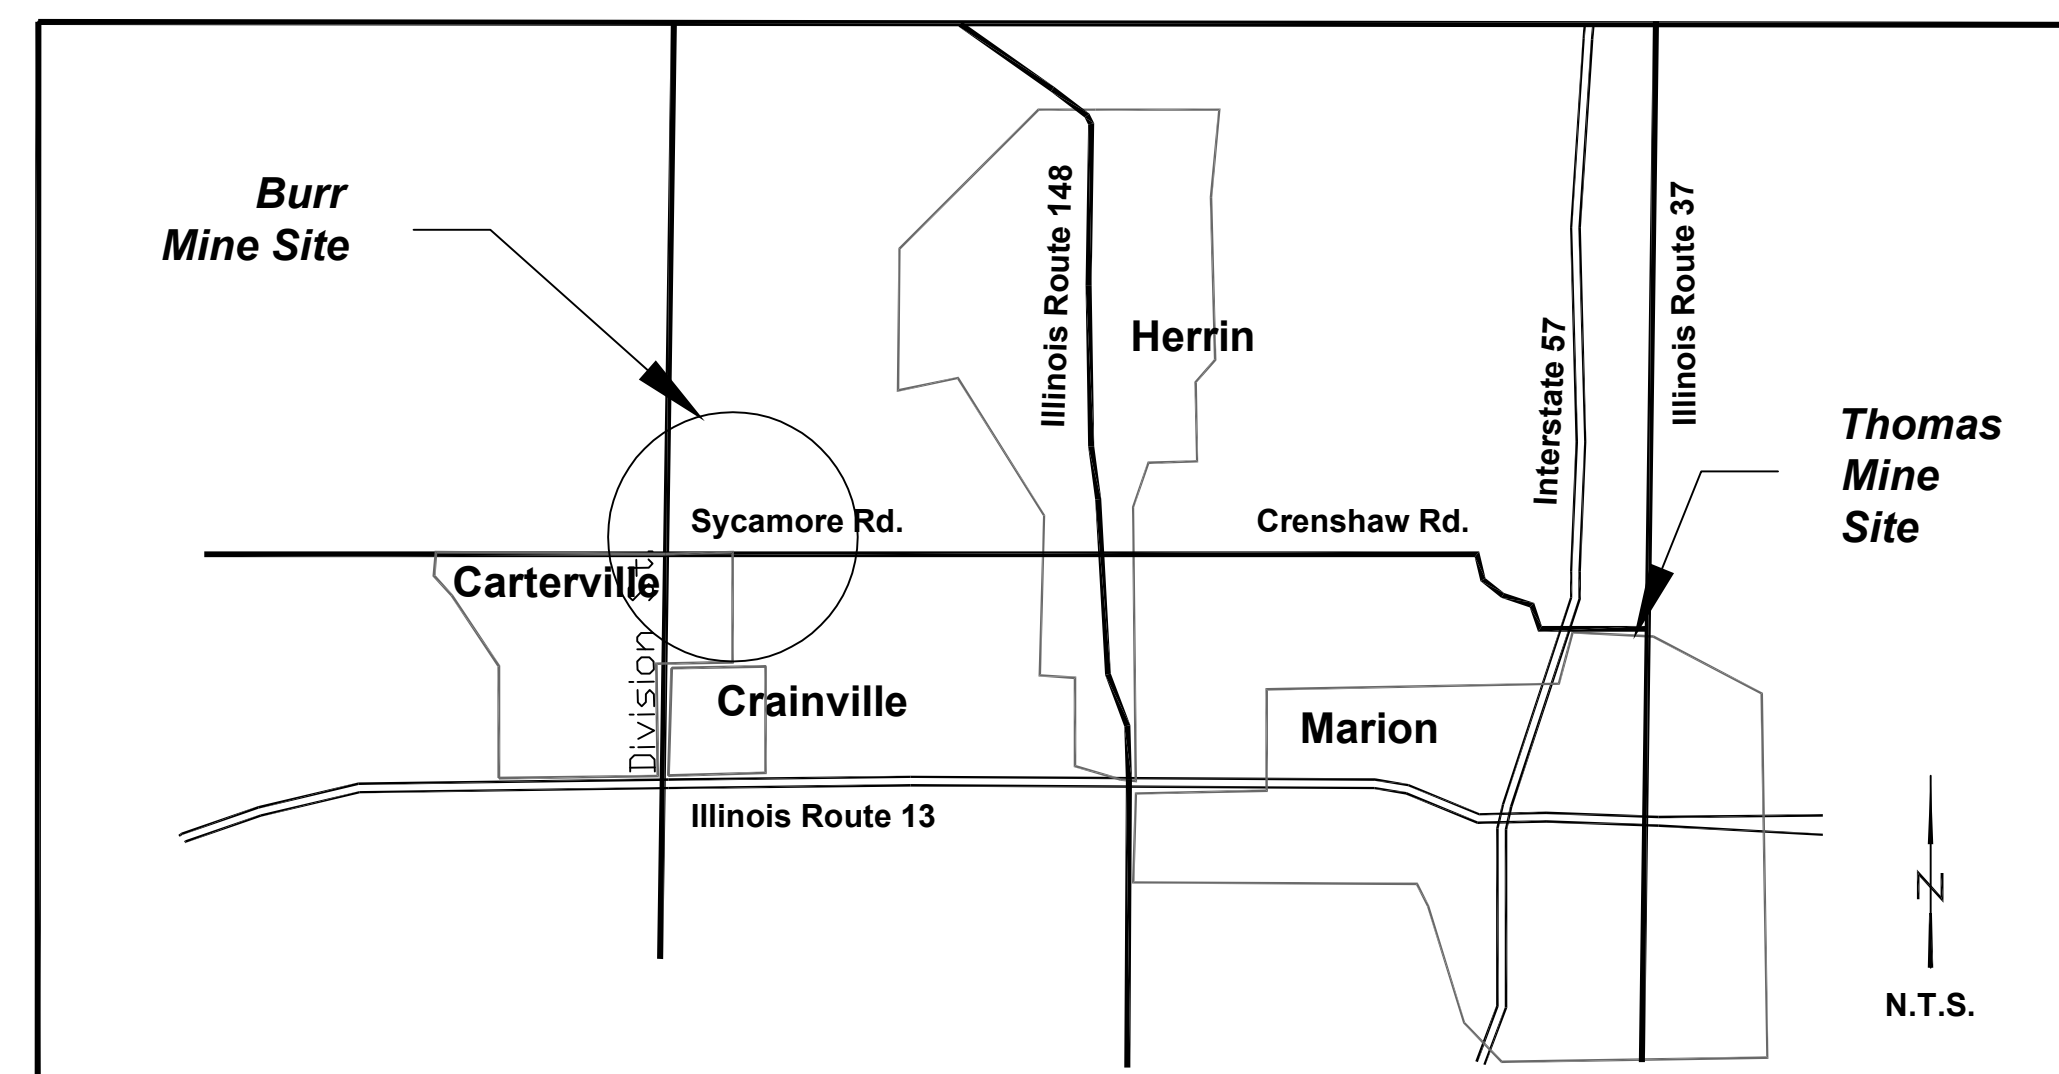 Burr
Mine Site
Illinois Route 148
Herrin
Interstate 57
Illinois Route 37
Thomas
Mine
Site
Sycamore Rd.
Crenshaw Rd.
Carterville
Division St.
Crainville
Marion
Illinois Route 13
N
N.T.S.